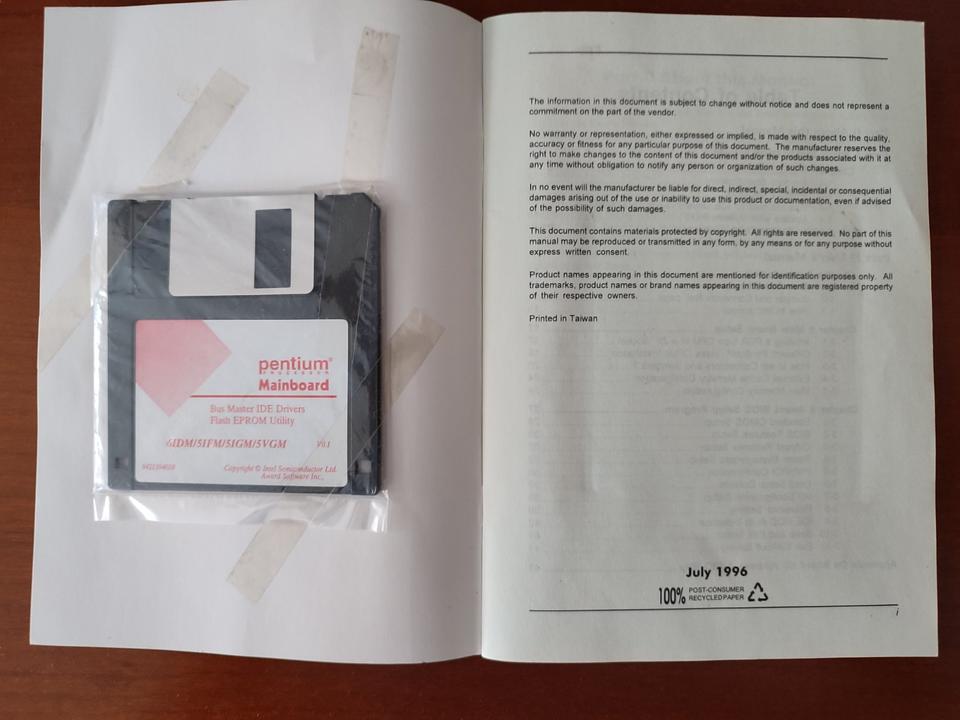 pentium®
PROCESSOR
Mainboard
Bus Master IDE Drivers
Flash EPROM Utility
6IDM/5IFM/5IGM/5VGM V0.1
Copyright © Intel Semiconductor Ltd.
Award Software Inc.,
The information in this document is subject to change without notice and does not represent a
commitment on the part of the vendor.
No warranty or representation, either expressed or implied, is made with respect to the quality,
accuracy or fitness for any particular purpose of this document. The manufacturer reserves the
right to make changes to the content of this document and/or the products associated with it at
any time without obligation to notify any person or organization of such changes.
In no event will the manufacturer be liable for direct, indirect, special, incidental or consequential
damages arising out of the use or inability to use this product or documentation, even if advised
of the possibility of such damages.
This document contains materials protected by copyright. All rights are reserved. No part of this
manual may be reproduced or transmitted in any form, by any means or for any purpose without
express written consent.
Product names appearing in this document are mentioned for identification purposes only. All
trademarks, product names or brand names appearing in this document are registered property
of their respective owners.
Printed in Taiwan
July 1996
100% POST-CONSUMER
RECYCLED PAPER
i